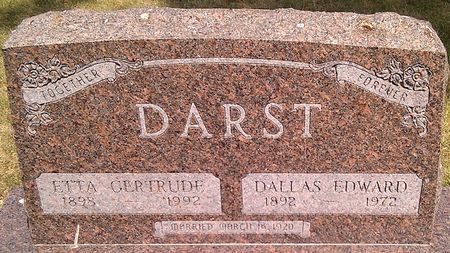 TOGETHER FOREVER
DARST
ETTA GERTRUDE DALLAS EDWARD
1898 — 1992 1892 — 1972
MARRIED MARCH 16, 1920